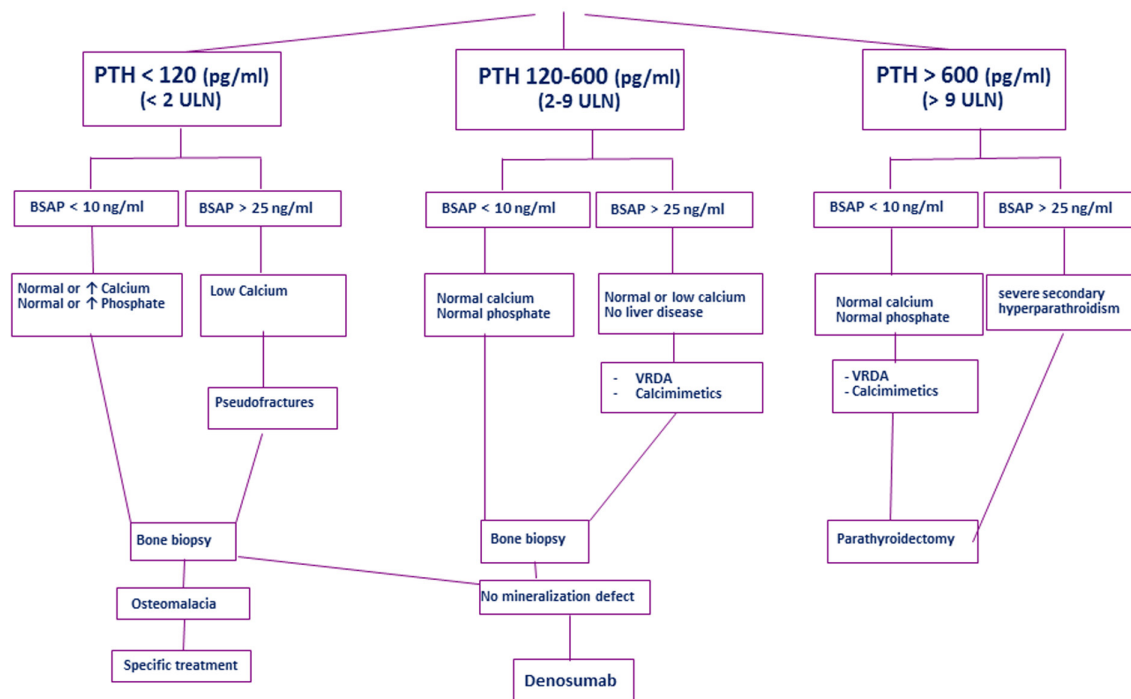 PTH < 120 (pg/ml)
(< 2 ULN)
PTH 120-600 (pg/ml)
(2-9 ULN)
PTH > 600 (pg/ml)
(> 9 ULN)
BSAP < 10 ng/ml
BSAP > 25 ng/ml
BSAP < 10 ng/ml
BSAP > 25 ng/ml
BSAP < 10 ng/ml
BSAP > 25 ng/ml
Normal or ↑ Calcium
Normal or ↑ Phosphate
Low Calcium
Normal calcium
Normal phosphate
Normal or low calcium
No liver disease
Normal calcium
Normal phosphate
severe secondary
hyperparathroidism
Pseudofractures
- VRDA
- Calcimimetics
- VRDA
- Calcimimetics
Bone biopsy
Bone biopsy
Parathyroidectomy
Osteomalacia
No mineralization defect
Specific treatment
Denosumab